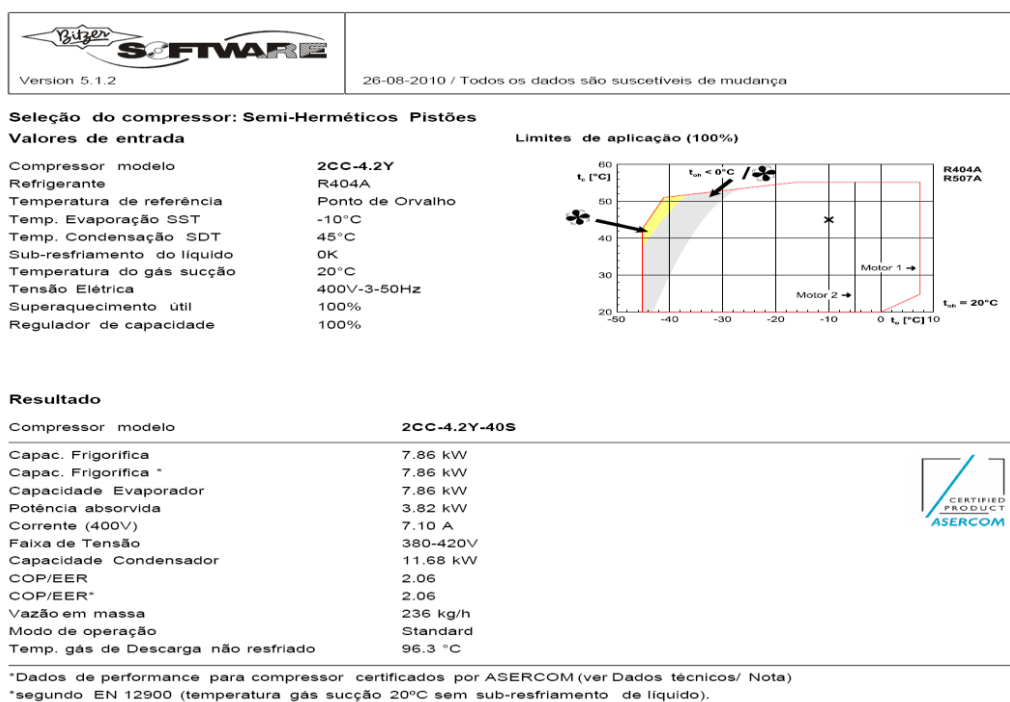 Bitzer
SOFTWARE
Version 5.1.2
26-08-2010 / Todos os dados são suscetíveis de mudança
Seleção do compressor: Semi-Herméticos Pistões
Valores de entrada
Limites de aplicação (100%)
Compressor modelo 2CC-4.2Y
Refrigerante R404A
Temperatura de referência Ponto de Orvalho
Temp. Evaporação SST -10°C
Temp. Condensação SDT 45°C
Sub-resfriamento do líquido 0K
Temperatura do gás sucção 20°C
Tensão Elétrica 400V-3-50Hz
Superaquecimento útil 100%
Regulador de capacidade 100%
60
tc [°C]
toh < 0°C /
R404A
R507A
50
40
30
Motor 1
Motor 2
toh = 20°C
20
-50 -40 -30 -20 -10 0 to [°C] 10
Resultado
Compressor modelo 2CC-4.2Y-40S
Capac. Frigorífica 7.86 kW
Capac. Frigorífica * 7.86 kW
Capacidade Evaporador 7.86 kW
Potência absorvida 3.82 kW
Corrente (400V) 7.10 A
Faixa de Tensão 380-420V
Capacidade Condensador 11.68 kW
COP/EER 2.06
COP/EER* 2.06
Vazão em massa 236 kg/h
Modo de operação Standard
Temp. gás de Descarga não resfriado 96.3 °C
CERTIFIED
PRODUCT
ASERCOM
*Dados de performance para compressor certificados por ASERCOM (ver Dados técnicos/ Nota)
*segundo EN 12900 (temperatura gás sucção 20ºC sem sub-resfriamento de líquido).